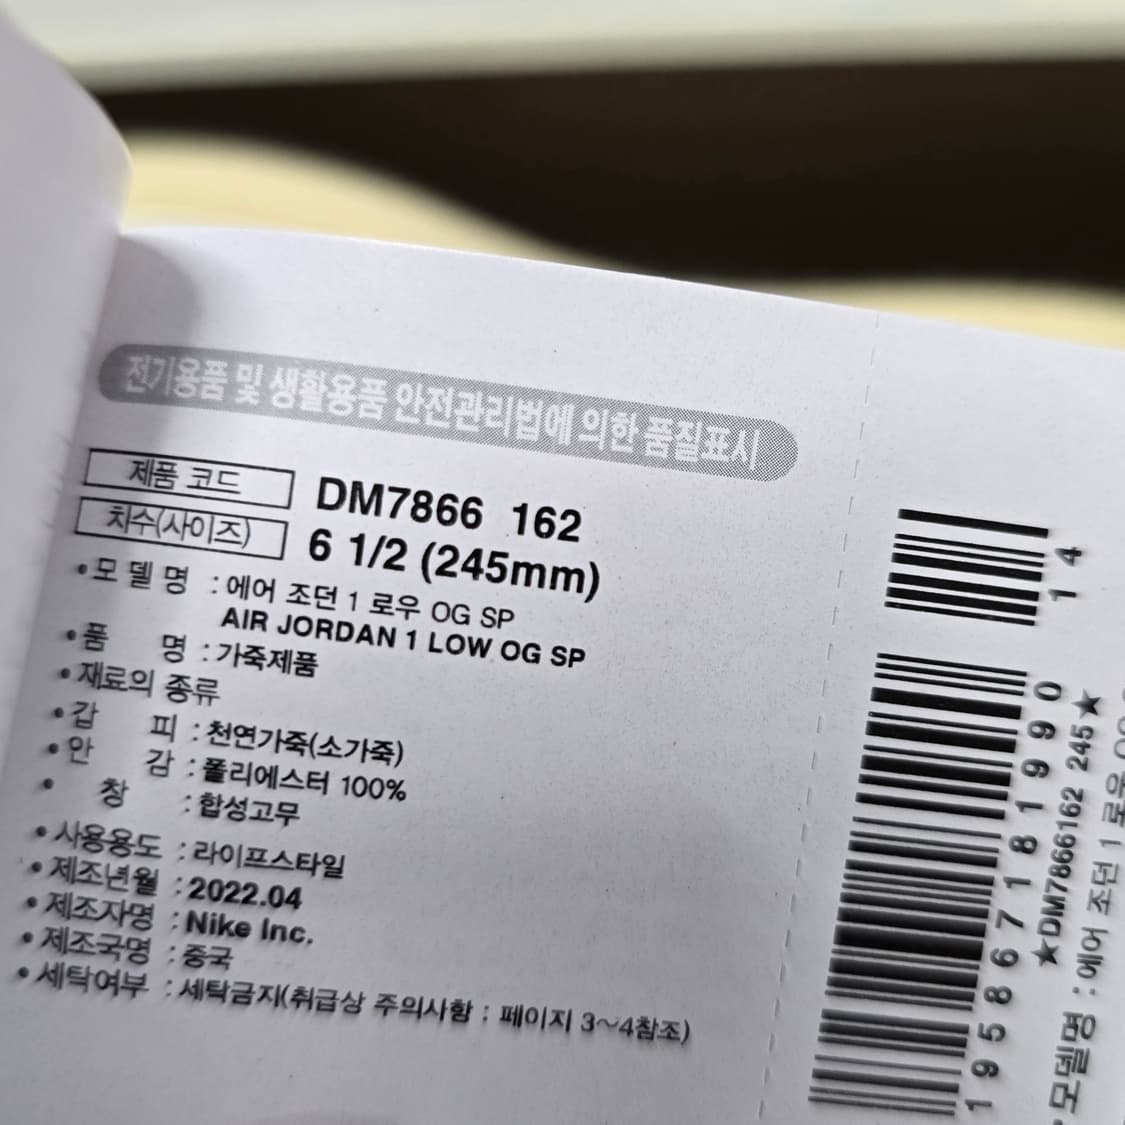 전기용품 및 생활용품 안전관리법에 의한 품질표시
제품 코드 DM7866 162
치수(사이즈) 6 1/2 (245mm)
•모 델 명 : 에어 조던 1 로우 OG SP
AIR JORDAN 1 LOW OG SP
•품 명 : 가죽제품
•재료의 종류
•갑 피 : 천연가죽(소가죽)
•안 감 : 폴리에스터 100%
• 창 : 합성고무
•사용용도 : 라이프스타일
•제조년월 : 2022.04
•제조자명 : Nike Inc.
•제조국명 : 중국
•세탁여부 : 세탁금지(취급상 주의사항 : 페이지 3~4참조)
14
195867181990
★DM7866162 245★
•모델명 : 에어 조던 1 로우